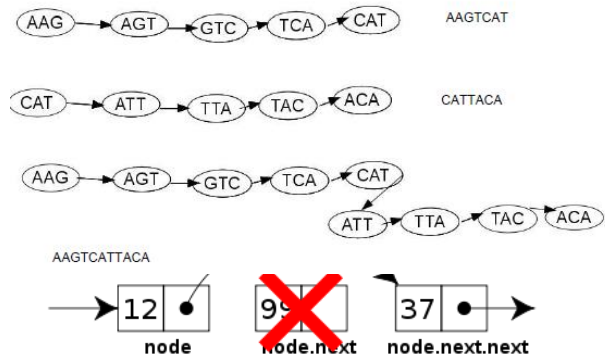 AAG AGT GTC TCA CAT AAGTCAT
CAT ATT TTA TAC ACA CATTACA
AAG AGT GTC TCA CAT
ATT TTA TAC ACA
AAGTCATTACA
12 99 37
node node.next node.next.next